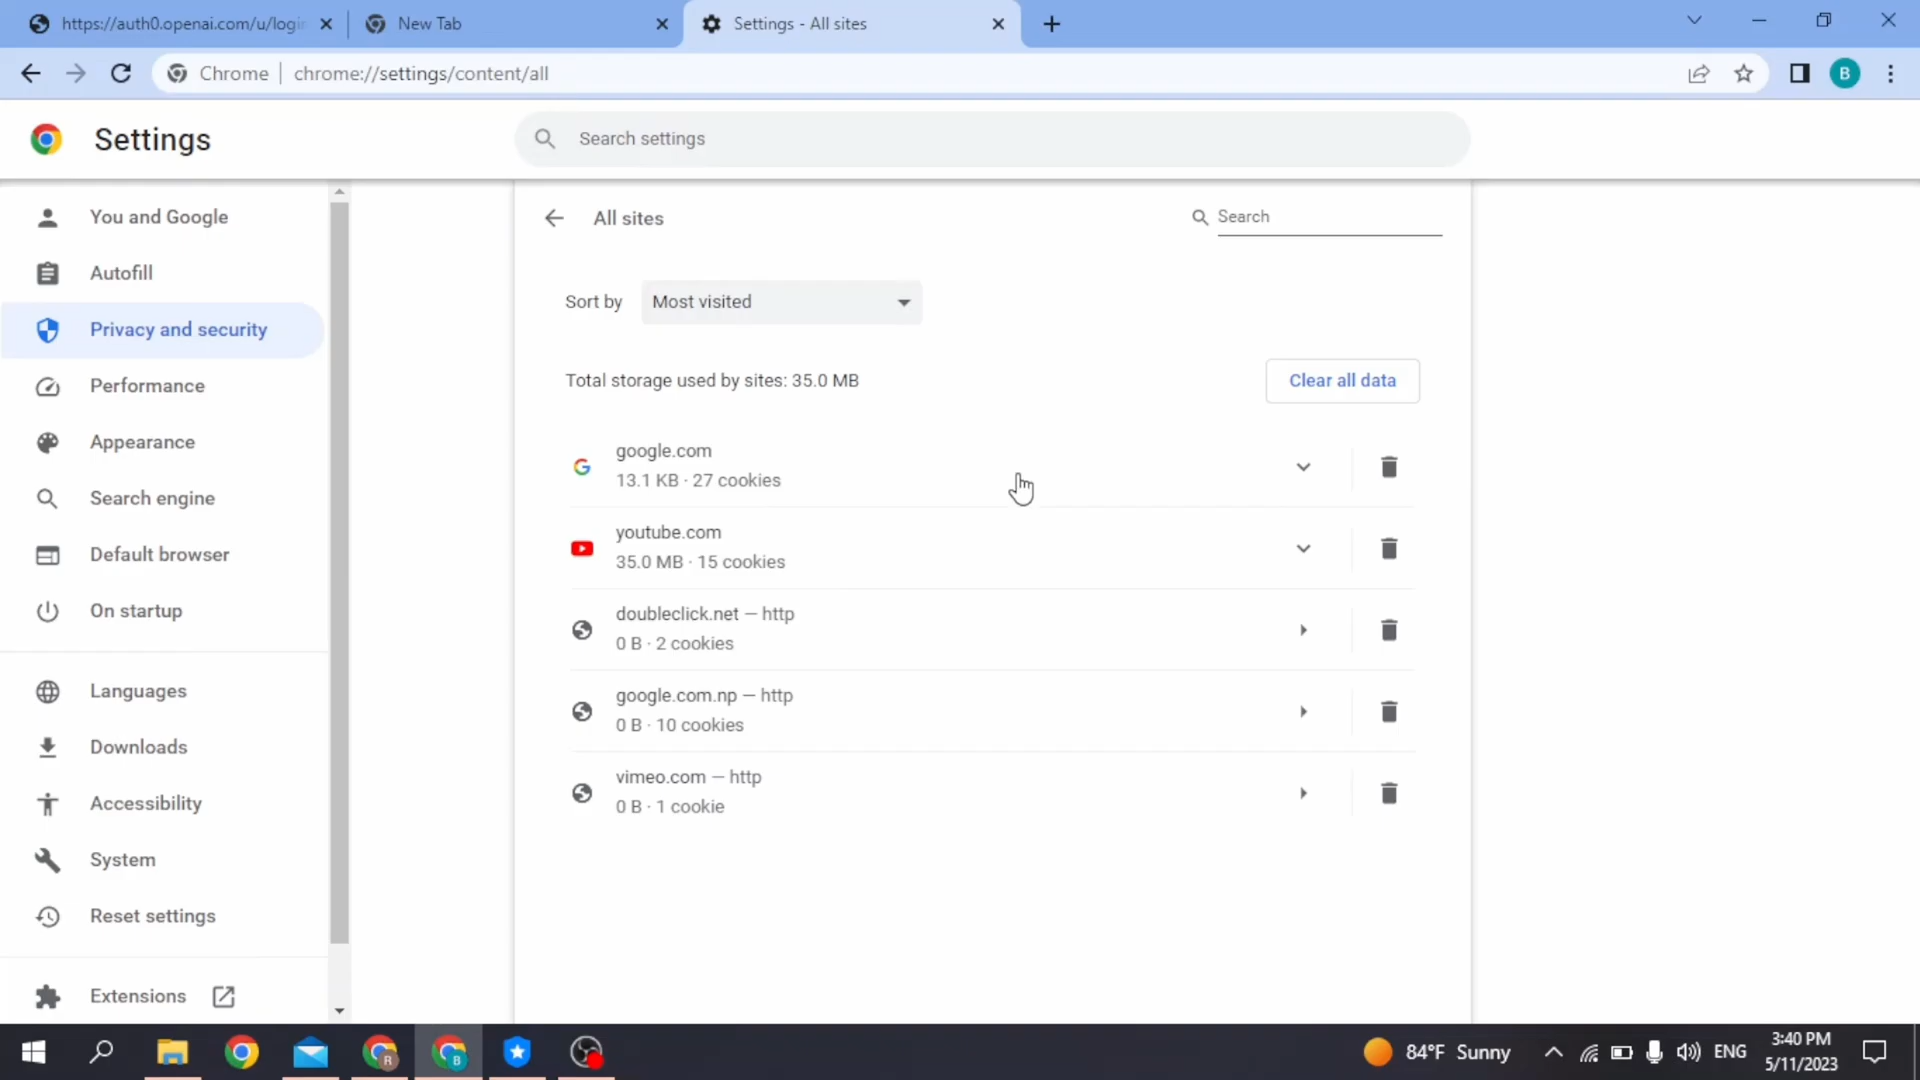 https://auth0.openai.com/u/login
New Tab
Settings - All sites
Chrome
chrome://settings/content/all
B
Settings
Search settings
You and Google
Autofill
Privacy and security
Performance
Appearance
Search engine
Default browser
On startup
Languages
Downloads
Accessibility
System
Reset settings
Extensions
All sites
Search
Sort by
Most visited
Total storage used by sites: 35.0 MB
Clear all data
google.com
13.1 KB · 27 cookies
youtube.com
35.0 MB · 15 cookies
doubleclick.net — http
0 B · 2 cookies
google.com.np — http
0 B · 10 cookies
vimeo.com — http
0 B · 1 cookie
R
B
84°F Sunny
ENG
3:40 PM
5/11/2023